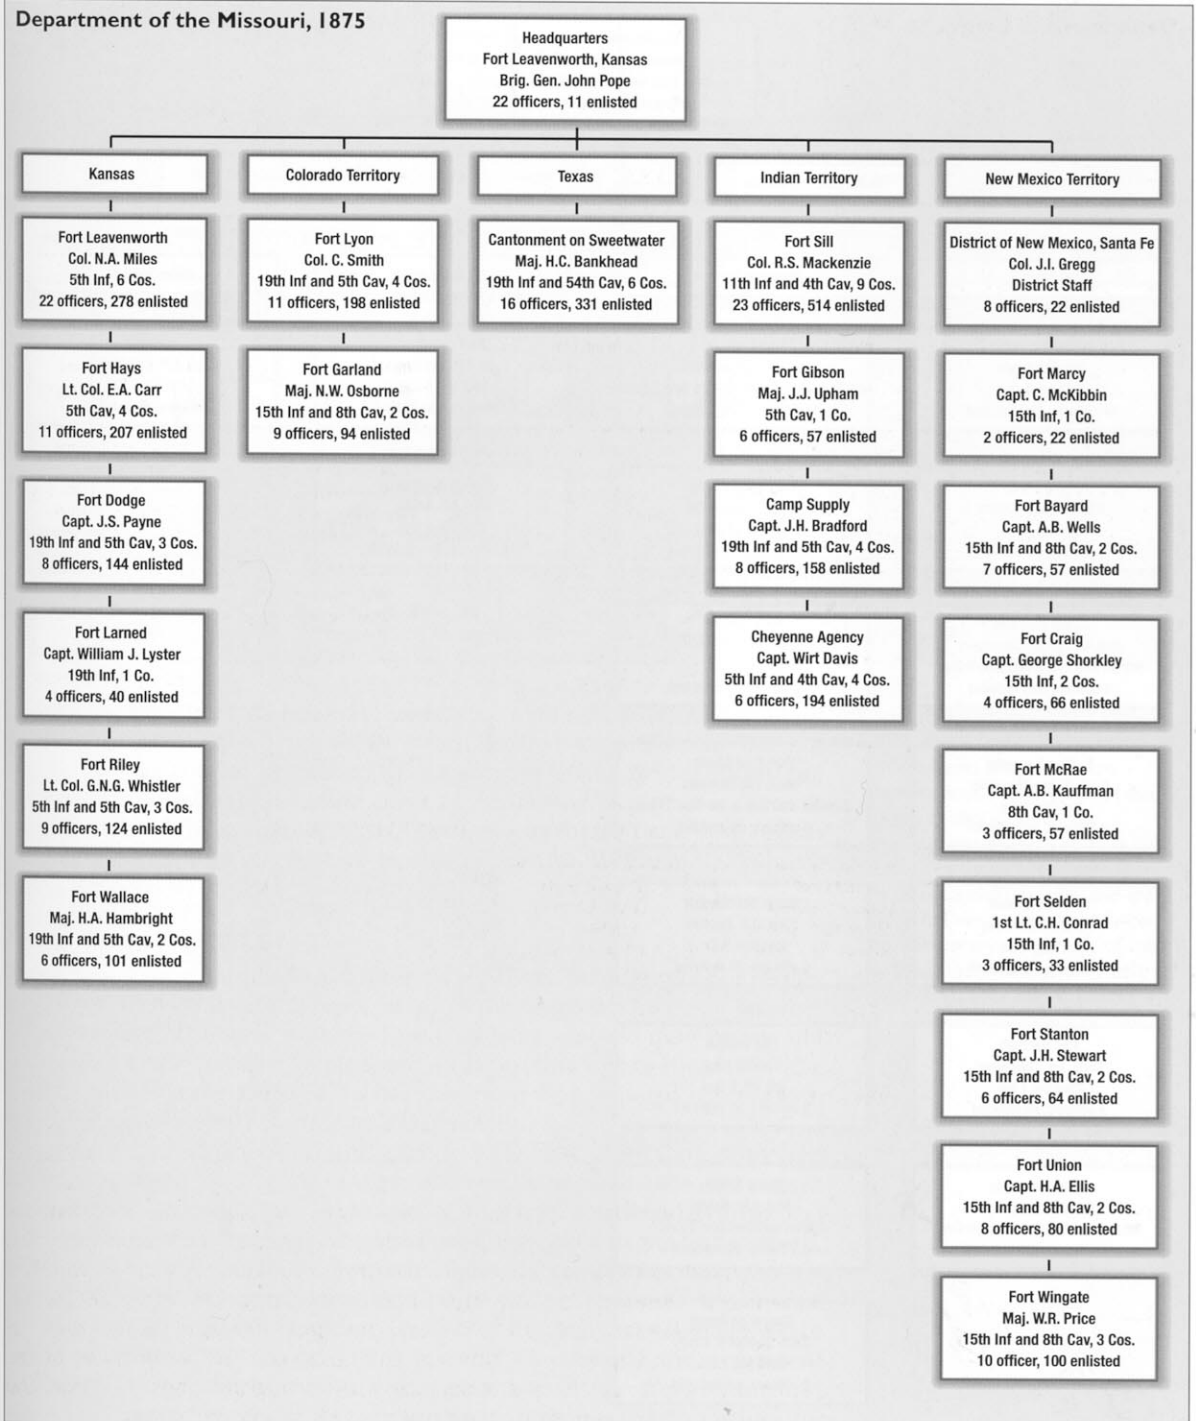 Department of the Missouri, 1875
Headquarters
Fort Leavenworth, Kansas
Brig. Gen. John Pope
22 officers, 11 enlisted
Kansas
Fort Leavenworth
Col. N.A. Miles
5th Inf, 6 Cos.
22 officers, 278 enlisted
Fort Hays
Lt. Col. E.A. Carr
5th Cav, 4 Cos.
11 officers, 207 enlisted
Fort Dodge
Capt. J.S. Payne
19th Inf and 5th Cav, 3 Cos.
8 officers, 144 enlisted
Fort Larned
Capt. William J. Lyster
19th Inf, 1 Co.
4 officers, 40 enlisted
Fort Riley
Lt. Col. G.N.G. Whistler
5th Inf and 5th Cav, 3 Cos.
9 officers, 124 enlisted
Fort Wallace
Maj. H.A. Hambright
19th Inf and 5th Cav, 2 Cos.
6 officers, 101 enlisted
Colorado Territory
Fort Lyon
Col. C. Smith
19th Inf and 5th Cav, 4 Cos.
11 officers, 198 enlisted
Fort Garland
Maj. N.W. Osborne
15th Inf and 8th Cav, 2 Cos.
9 officers, 94 enlisted
Texas
Cantonment on Sweetwater
Maj. H.C. Bankhead
19th Inf and 54th Cav, 6 Cos.
16 officers, 331 enlisted
Indian Territory
Fort Sill
Col. R.S. Mackenzie
11th Inf and 4th Cav, 9 Cos.
23 officers, 514 enlisted
Fort Gibson
Maj. J.J. Upham
5th Cav, 1 Co.
6 officers, 57 enlisted
Camp Supply
Capt. J.H. Bradford
19th Inf and 5th Cav, 4 Cos.
8 officers, 158 enlisted
Cheyenne Agency
Capt. Wirt Davis
5th Inf and 4th Cav, 4 Cos.
6 officers, 194 enlisted
New Mexico Territory
District of New Mexico, Santa Fe
Col. J.I. Gregg
District Staff
8 officers, 22 enlisted
Fort Marcy
Capt. C. McKibbin
15th Inf, 1 Co.
2 officers, 22 enlisted
Fort Bayard
Capt. A.B. Wells
15th Inf and 8th Cav, 2 Cos.
7 officers, 57 enlisted
Fort Craig
Capt. George Shorkley
15th Inf, 2 Cos.
4 officers, 66 enlisted
Fort McRae
Capt. A.B. Kauffman
8th Cav, 1 Co.
3 officers, 57 enlisted
Fort Selden
1st Lt. C.H. Conrad
15th Inf, 1 Co.
3 officers, 33 enlisted
Fort Stanton
Capt. J.H. Stewart
15th Inf and 8th Cav, 2 Cos.
6 officers, 64 enlisted
Fort Union
Capt. H.A. Ellis
15th Inf and 8th Cav, 2 Cos.
8 officers, 80 enlisted
Fort Wingate
Maj. W.R. Price
15th Inf and 8th Cav, 3 Cos.
10 officer, 100 enlisted